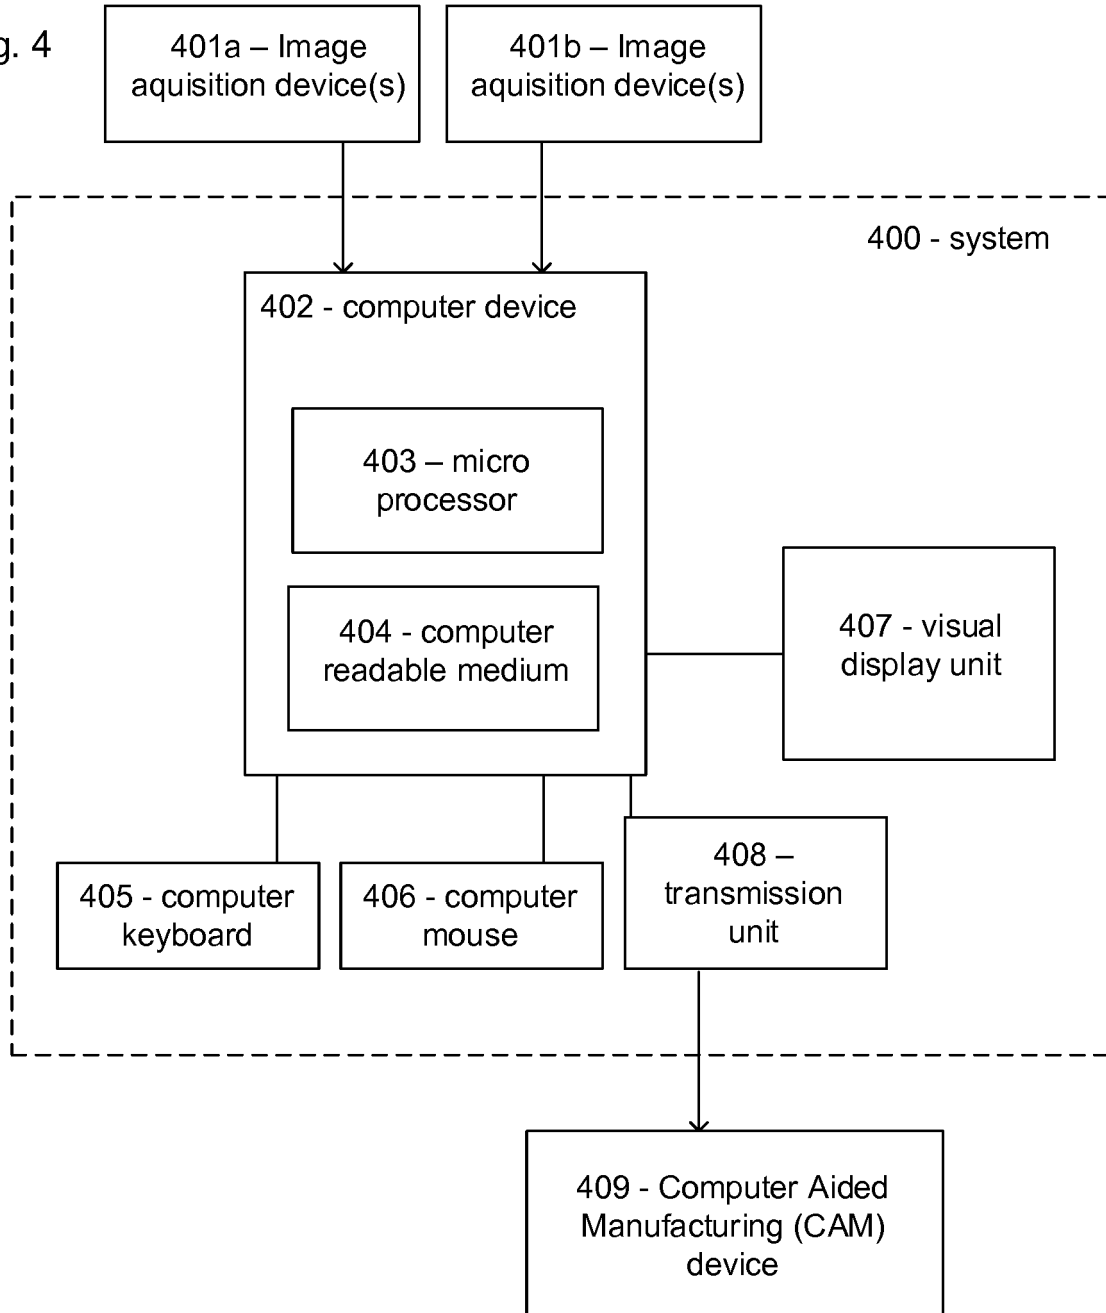 g. 4
401a – Image
aquisition device(s)
401b – Image
aquisition device(s)
400 - system
402 - computer device
403 – micro
processor
404 - computer
readable medium
407 - visual
display unit
405 - computer
keyboard
406 - computer
mouse
408 –
transmission
unit
409 - Computer Aided
Manufacturing (CAM)
device